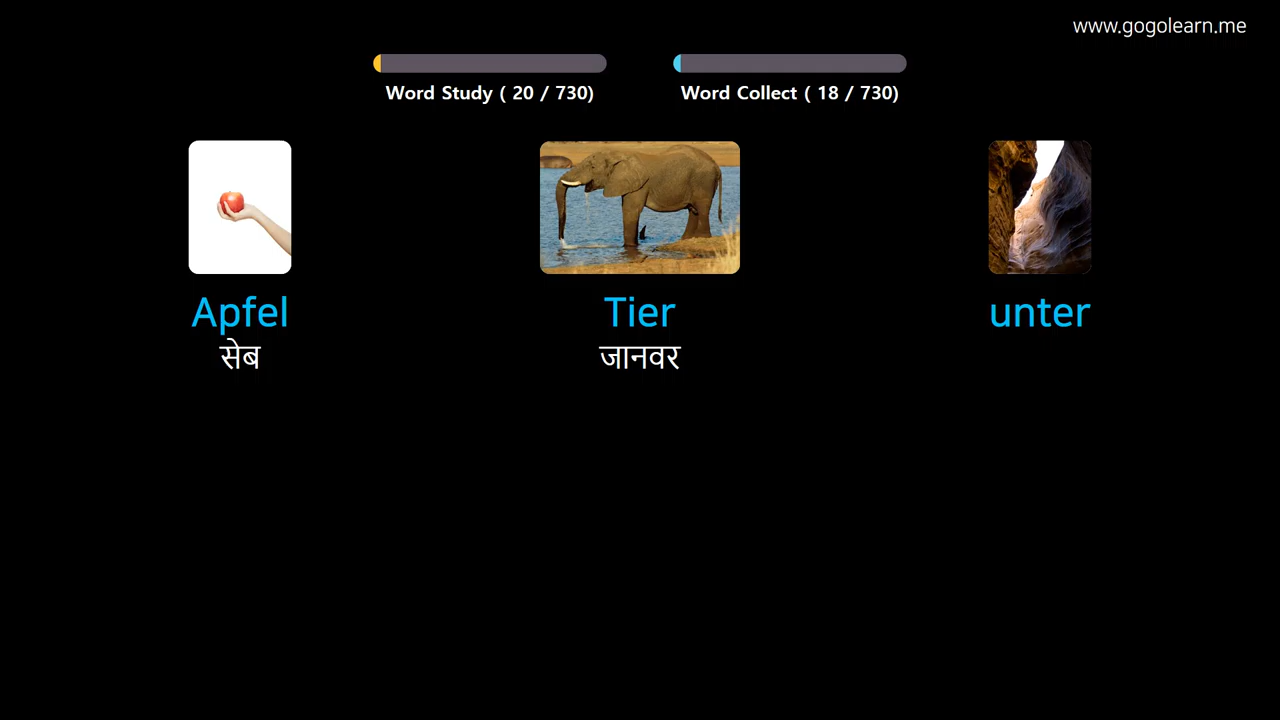 www.gogolearn.me
Word Study ( 20 / 730)
Word Collect ( 18 / 730)
Apfel
सेब
Tier
जानवर
unter